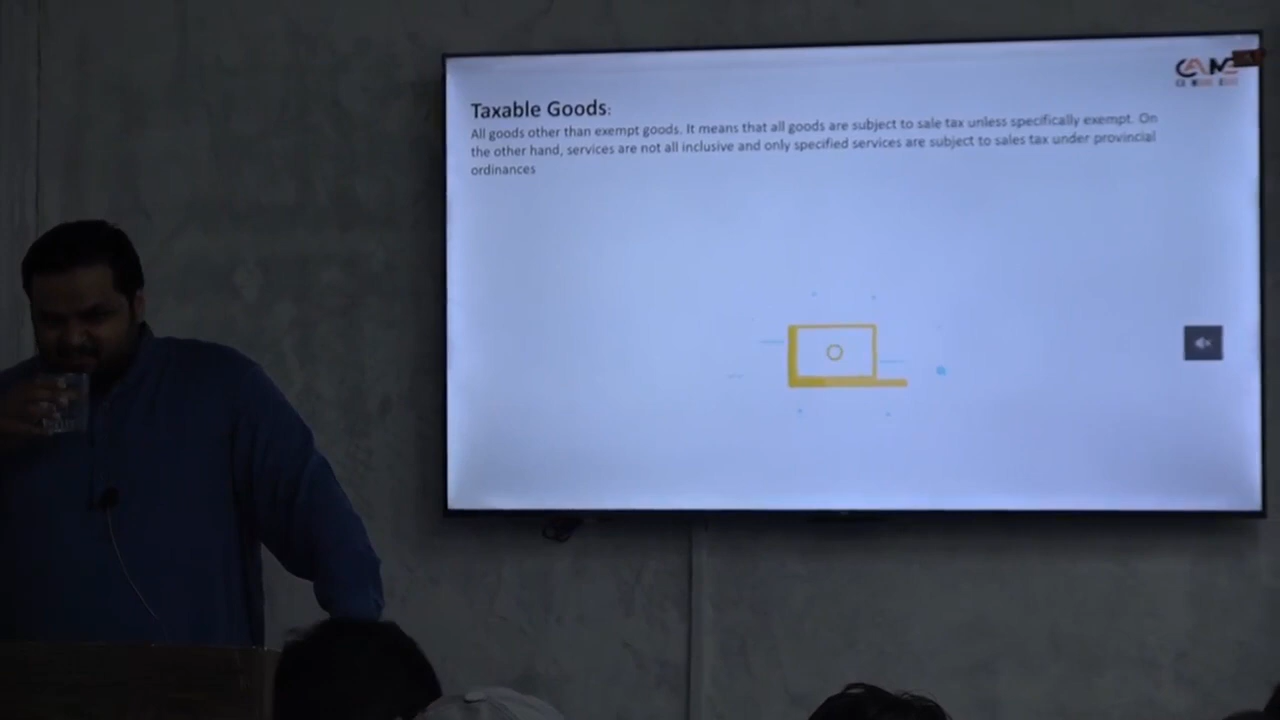 Taxable Goods:
All goods other than exempt goods. It means that all goods are subject to sale tax unless specifically exempt. On
the other hand, services are not all inclusive and only specified services are subject to sales tax under provincial
ordinances